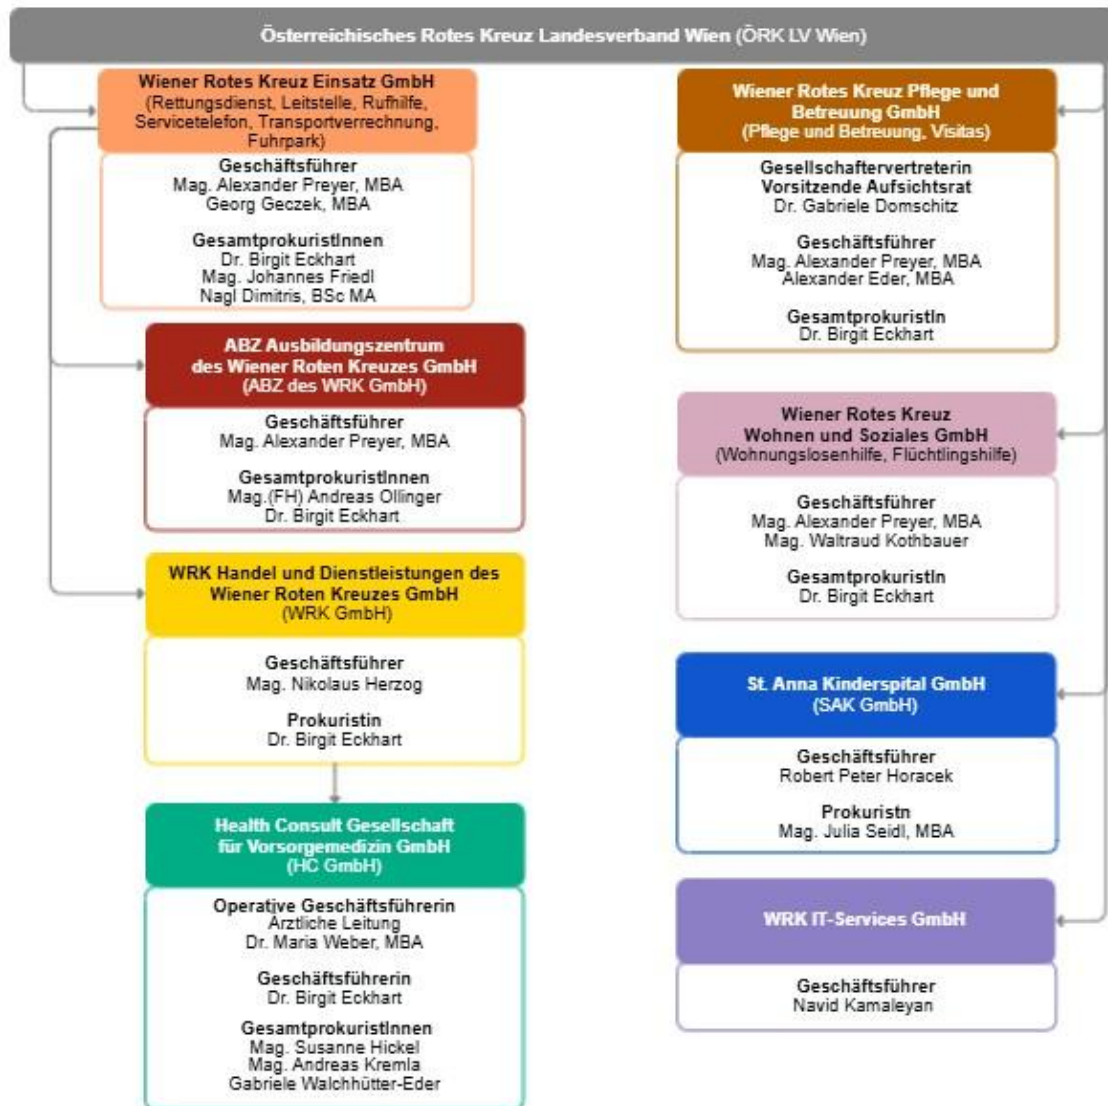 Österreichisches Rotes Kreuz Landesverband Wien (ÖRK LV Wien)
Wiener Rotes Kreuz Einsatz GmbH
(Rettungsdienst, Leitstelle, Rufhilfe,
Servicetelefon, Transportverrechnung,
Fuhrpark)
Geschäftsführer
Mag. Alexander Preyer, MBA
Georg Geczek, MBA
GesamtprokuristInnen
Dr. Birgit Eckhart
Mag. Johannes Friedl
Nagl Dimitris, BSc MA
ABZ Ausbildungszentrum
des Wiener Roten Kreuzes GmbH
(ABZ des WRK GmbH)
Geschäftsführer
Mag. Alexander Preyer, MBA
GesamtprokuristInnen
Mag.(FH) Andreas Ollinger
Dr. Birgit Eckhart
WRK Handel und Dienstleistungen des
Wiener Roten Kreuzes GmbH
(WRK GmbH)
Geschäftsführer
Mag. Nikolaus Herzog
Prokuristin
Dr. Birgit Eckhart
Health Consult Gesellschaft
für Vorsorgemedizin GmbH
(HC GmbH)
Operative Geschäftsführerin
Ärztliche Leitung
Dr. Maria Weber, MBA
Geschäftsführerin
Dr. Birgit Eckhart
GesamtprokuristInnen
Mag. Susanne Hickel
Mag. Andreas Kremla
Gabriele Walchhütter-Eder
Wiener Rotes Kreuz Pflege und
Betreuung GmbH
(Pflege und Betreuung, Visitas)
Gesellschaftervertreterin
Vorsitzende Aufsichtsrat
Dr. Gabriele Domschitz
Geschäftsführer
Mag. Alexander Preyer, MBA
Alexander Eder, MBA
GesamtprokuristIn
Dr. Birgit Eckhart
Wiener Rotes Kreuz
Wohnen und Soziales GmbH
(Wohnungslosenhilfe, Flüchtlingshilfe)
Geschäftsführer
Mag. Alexander Preyer, MBA
Mag. Waltraud Kothbauer
GesamtprokuristIn
Dr. Birgit Eckhart
St. Anna Kinderspital GmbH
(SAK GmbH)
Geschäftsführer
Robert Peter Horacek
Prokuristn
Mag. Julia Seidl, MBA
WRK IT-Services GmbH
Geschäftsführer
Navid Kamaleyan